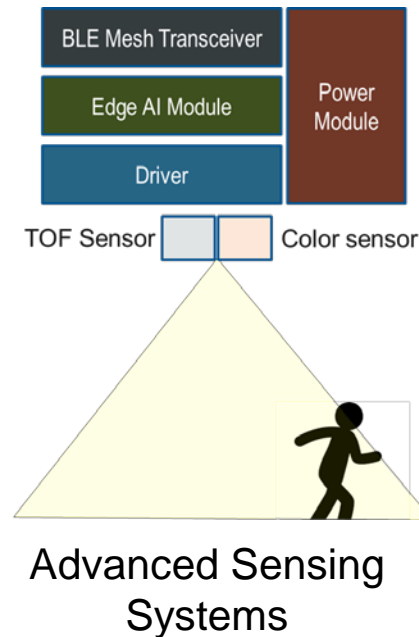 BLE Mesh Transceiver
Edge AI Module
Power
Module
Driver
TOF Sensor
Color sensor
Advanced Sensing
Systems